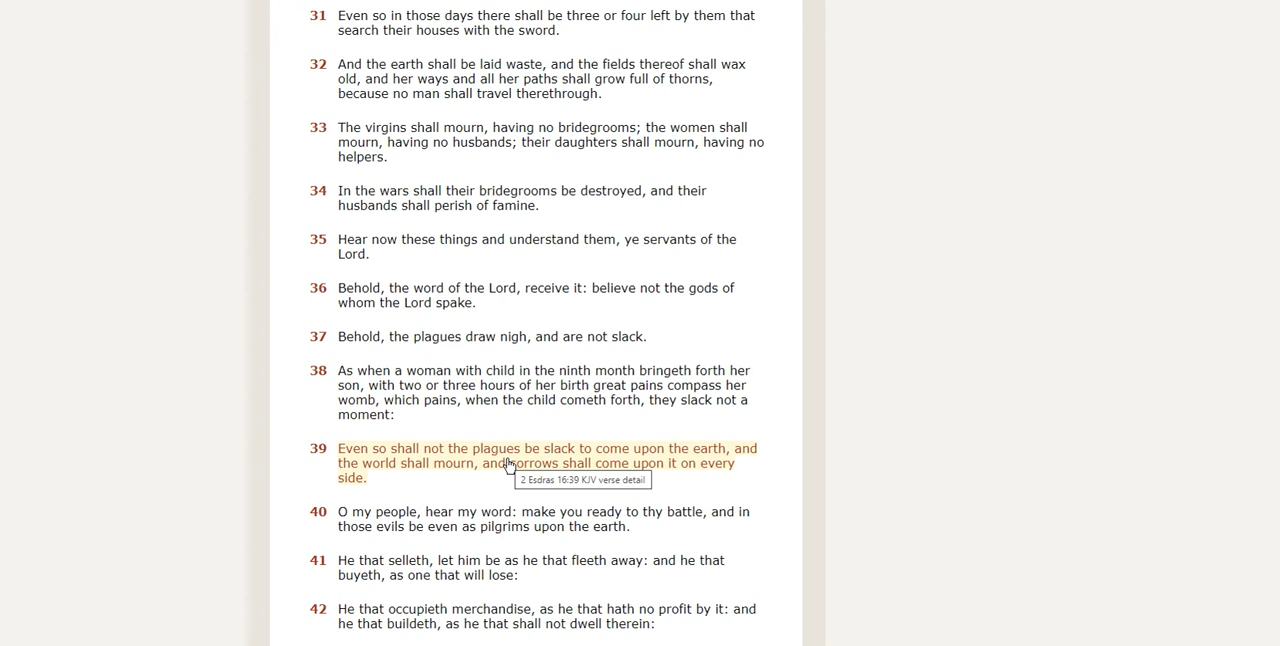 31 Even so in those days there shall be three or four left by them that
search their houses with the sword.
32 And the earth shall be laid waste, and the fields thereof shall wax
old, and her ways and all her paths shall grow full of thorns,
because no man shall travel therethrough.
33 The virgins shall mourn, having no bridegrooms; the women shall
mourn, having no husbands; their daughters shall mourn, having no
helpers.
34 In the wars shall their bridegrooms be destroyed, and their
husbands shall perish of famine.
35 Hear now these things and understand them, ye servants of the
Lord.
36 Behold, the word of the Lord, receive it: believe not the gods of
whom the Lord spake.
37 Behold, the plagues draw nigh, and are not slack.
38 As when a woman with child in the ninth month bringeth forth her
son, with two or three hours of her birth great pains compass her
womb, which pains, when the child cometh forth, they slack not a
moment:
39 Even so shall not the plagues be slack to come upon the earth, and
the world shall mourn, and sorrows shall come upon it on every
side.
2 Esdras 16:39 KJV verse detail
40 O my people, hear my word: make you ready to thy battle, and in
those evils be even as pilgrims upon the earth.
41 He that selleth, let him be as he that fleeth away: and he that
buyeth, as one that will lose:
42 He that occupieth merchandise, as he that hath no profit by it: and
he that buildeth, as he that shall not dwell therein: